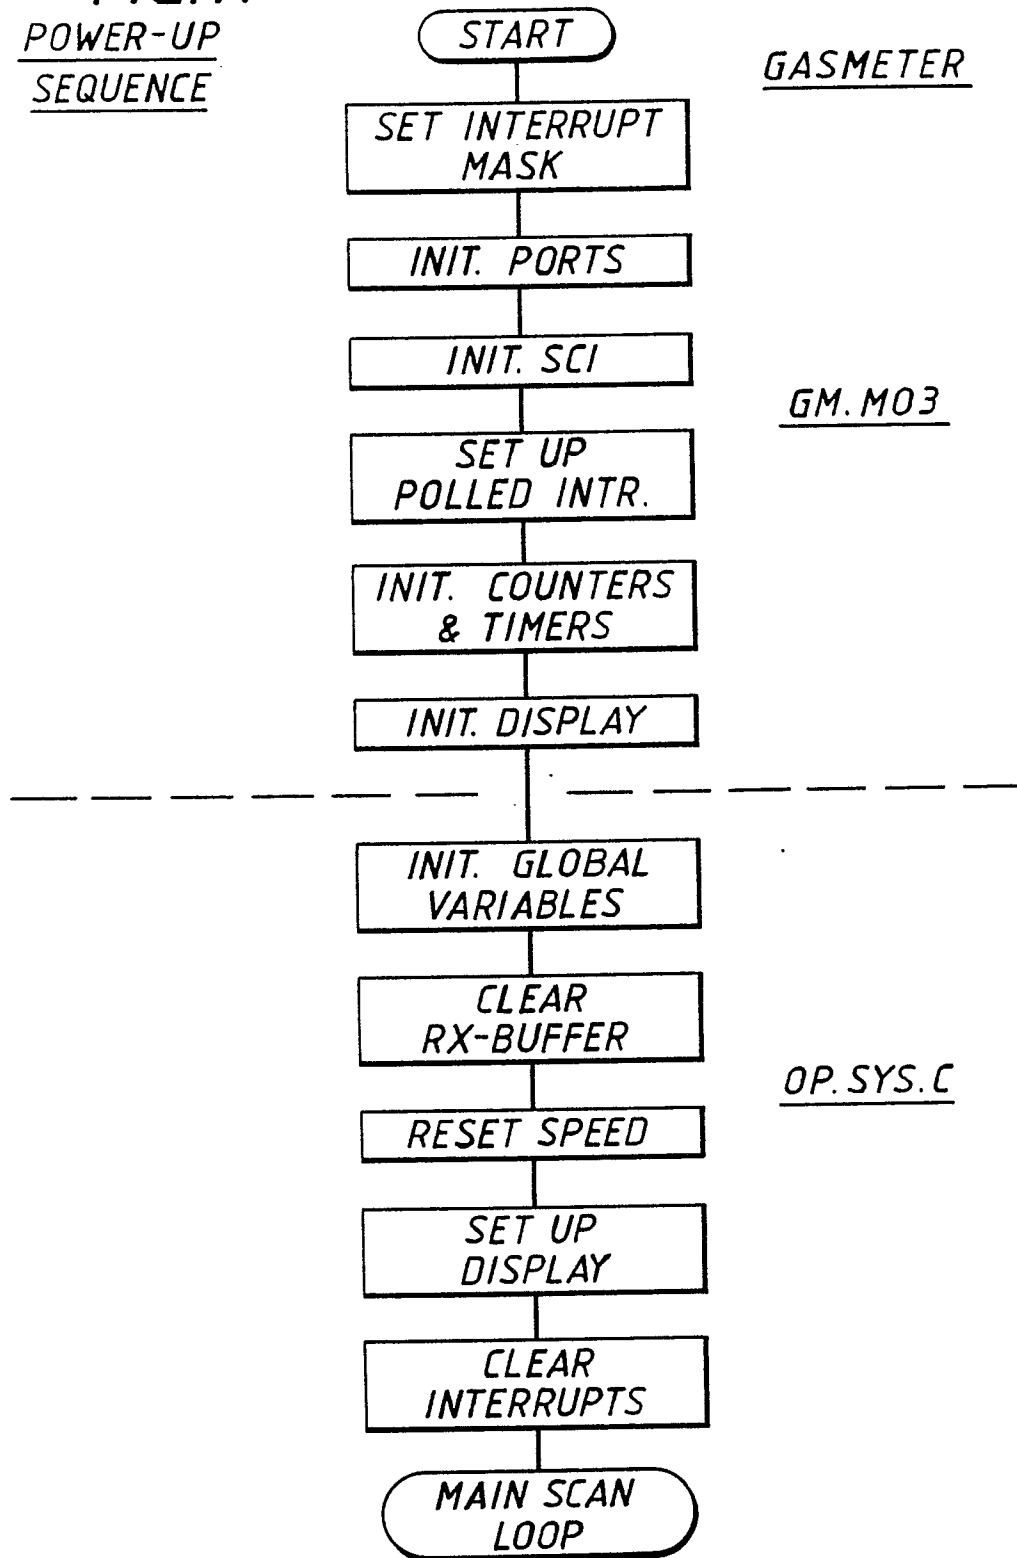 POWER-UP
SEQUENCE
START
GASMETER
SET INTERRUPT
MASK
INIT. PORTS
INIT. SCI
GM.MO3
SET UP
POLLED INTR.
INIT. COUNTERS
& TIMERS
INIT. DISPLAY
INIT. GLOBAL
VARIABLES
CLEAR
RX-BUFFER
OP.SYS.C
RESET SPEED
SET UP
DISPLAY
CLEAR
INTERRUPTS
MAIN SCAN
LOOP